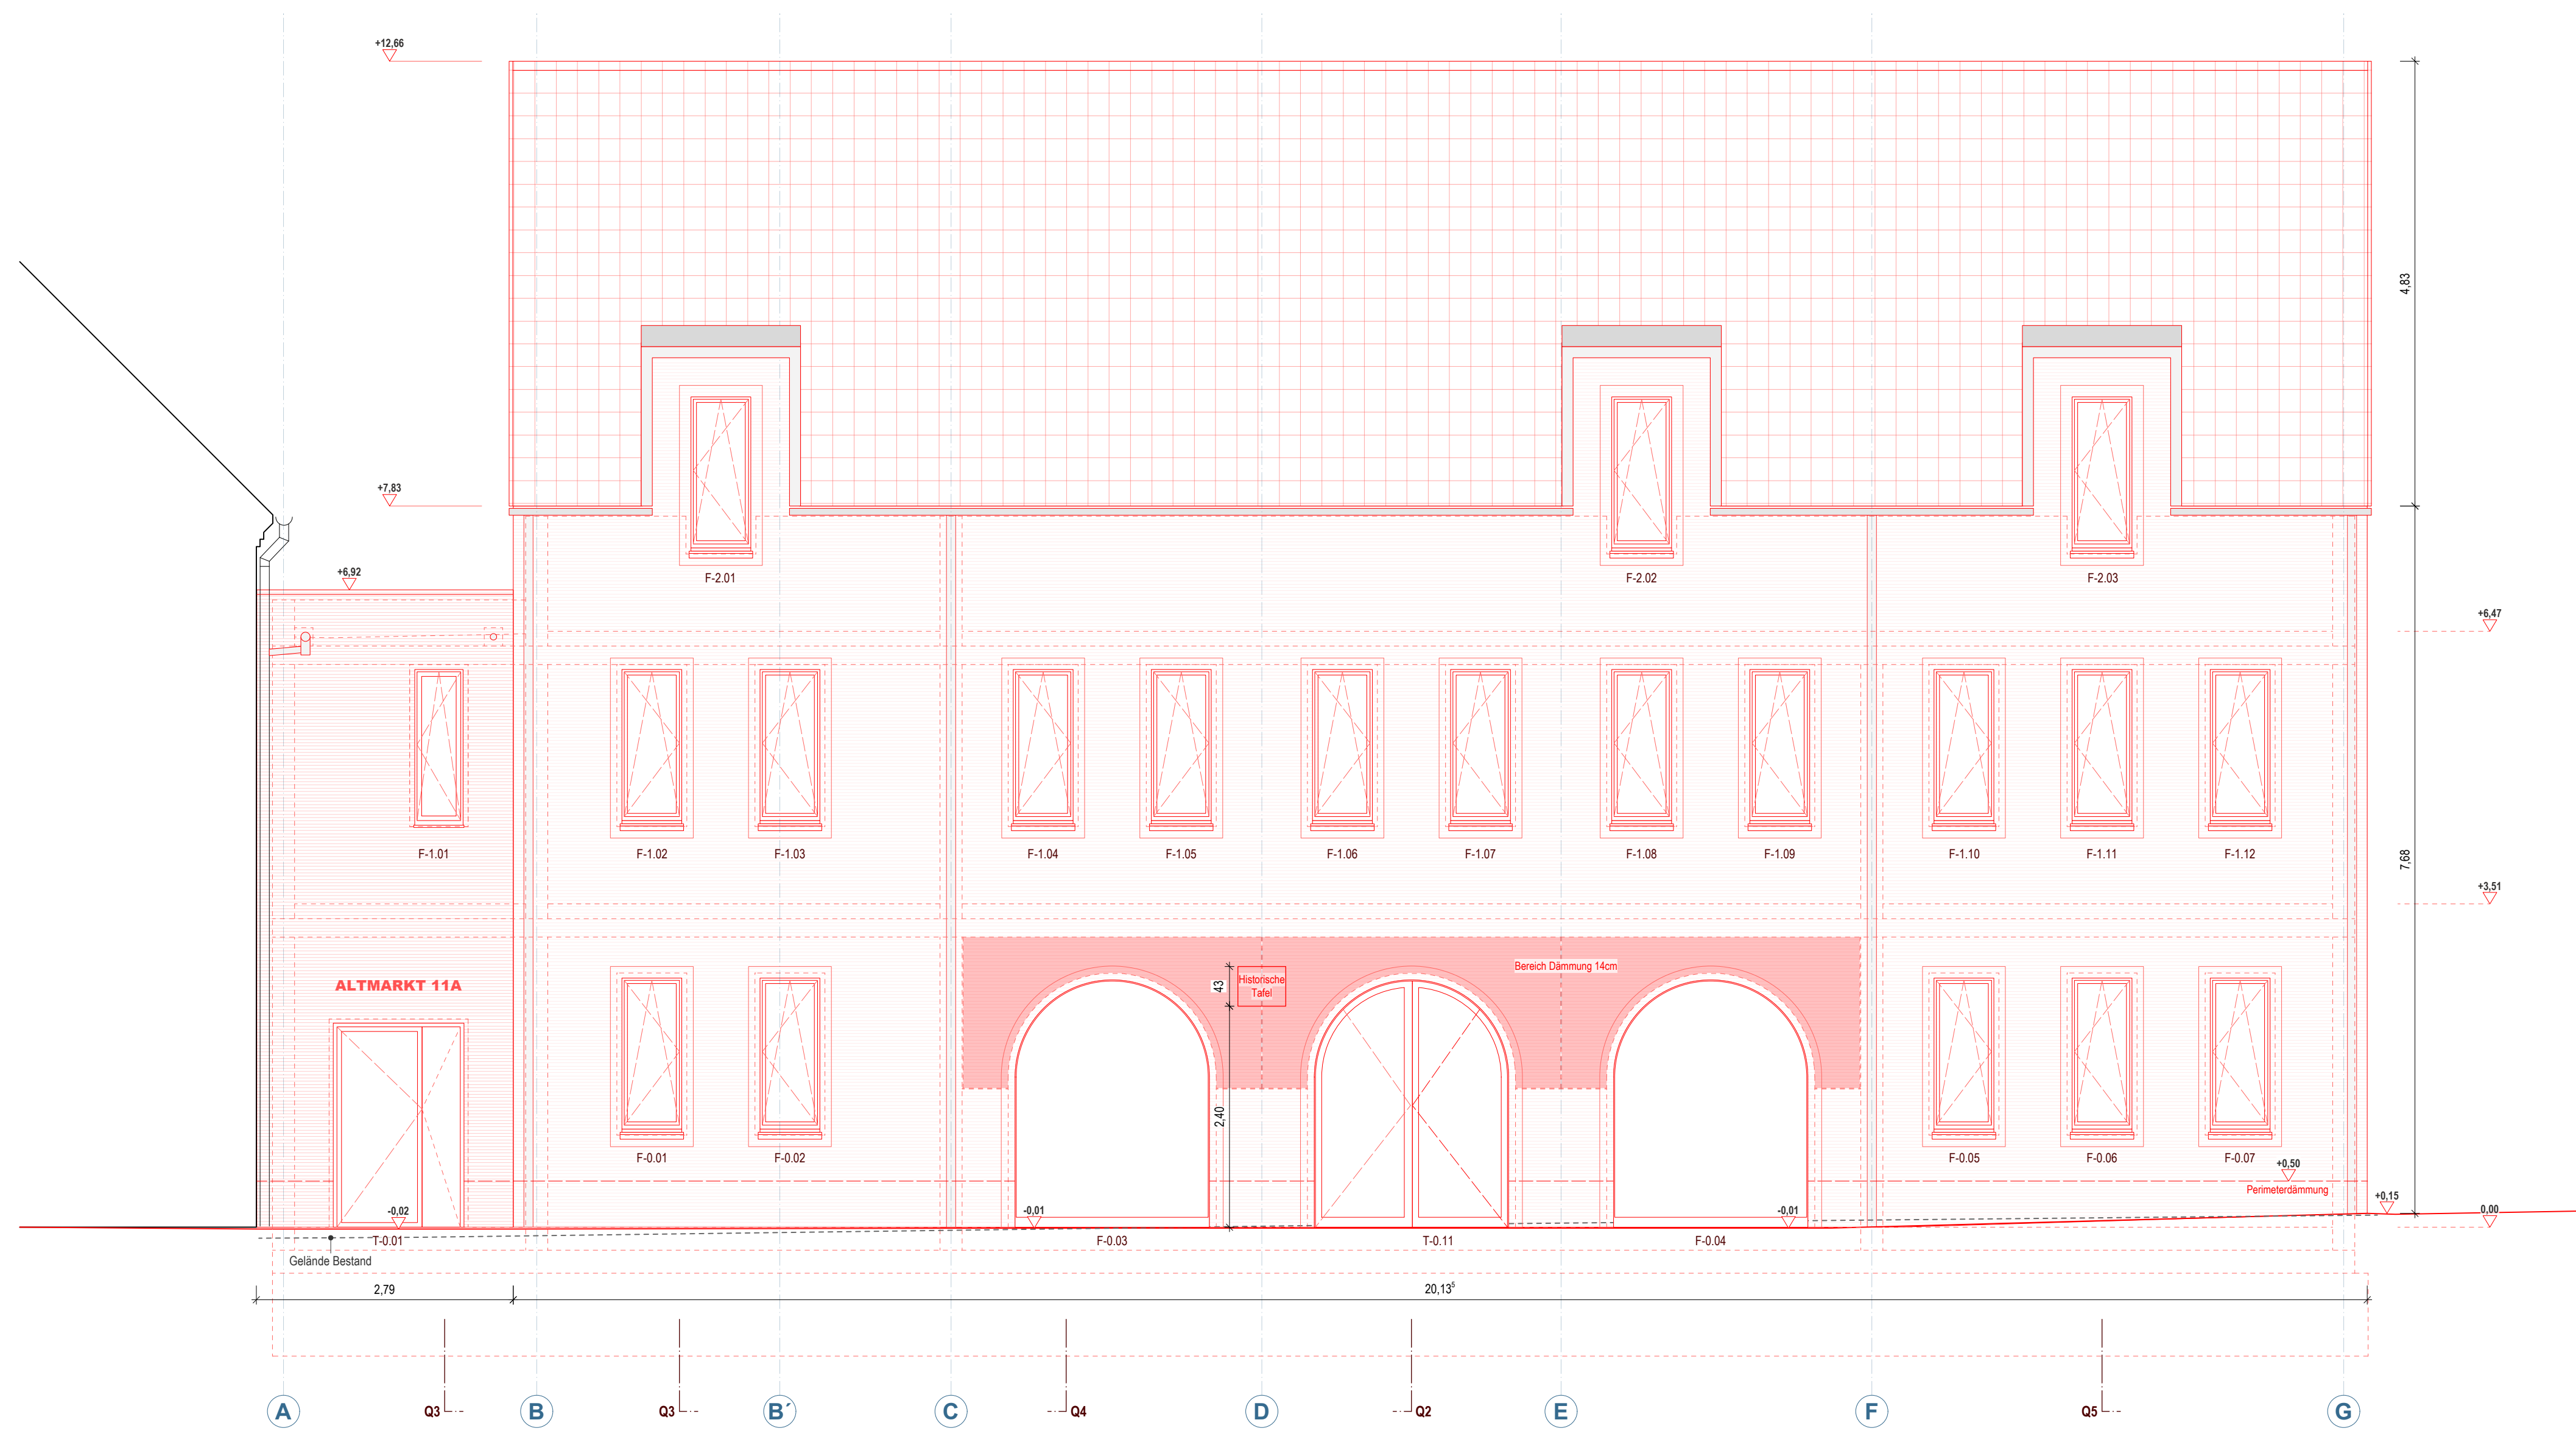 +12,66
4,83
+7,83
+6,92
F-2.01
F-2.02
F-2.03
+6,47
F-1.01
F-1.02
F-1.03
F-1.04
F-1.05
F-1.06
F-1.07
F-1.08
F-1.09
F-1.10
F-1.11
F-1.12
7,68
+3,51
ALTMARKT 11A
43
Historische
Tafel
Bereich Dämmung 14cm
2,40
F-0.01
F-0.02
F-0.05
F-0.06
F-0.07
+0,50
Perimeterdämmung
+0,15
0,00
-0,02
-0,01
-0,01
T-0.01
F-0.03
T-0.11
F-0.04
Gelände Bestand
2,79
20,13⁵
A
Q3
B
Q3
B´
C
Q4
D
Q2
E
F
Q5
G